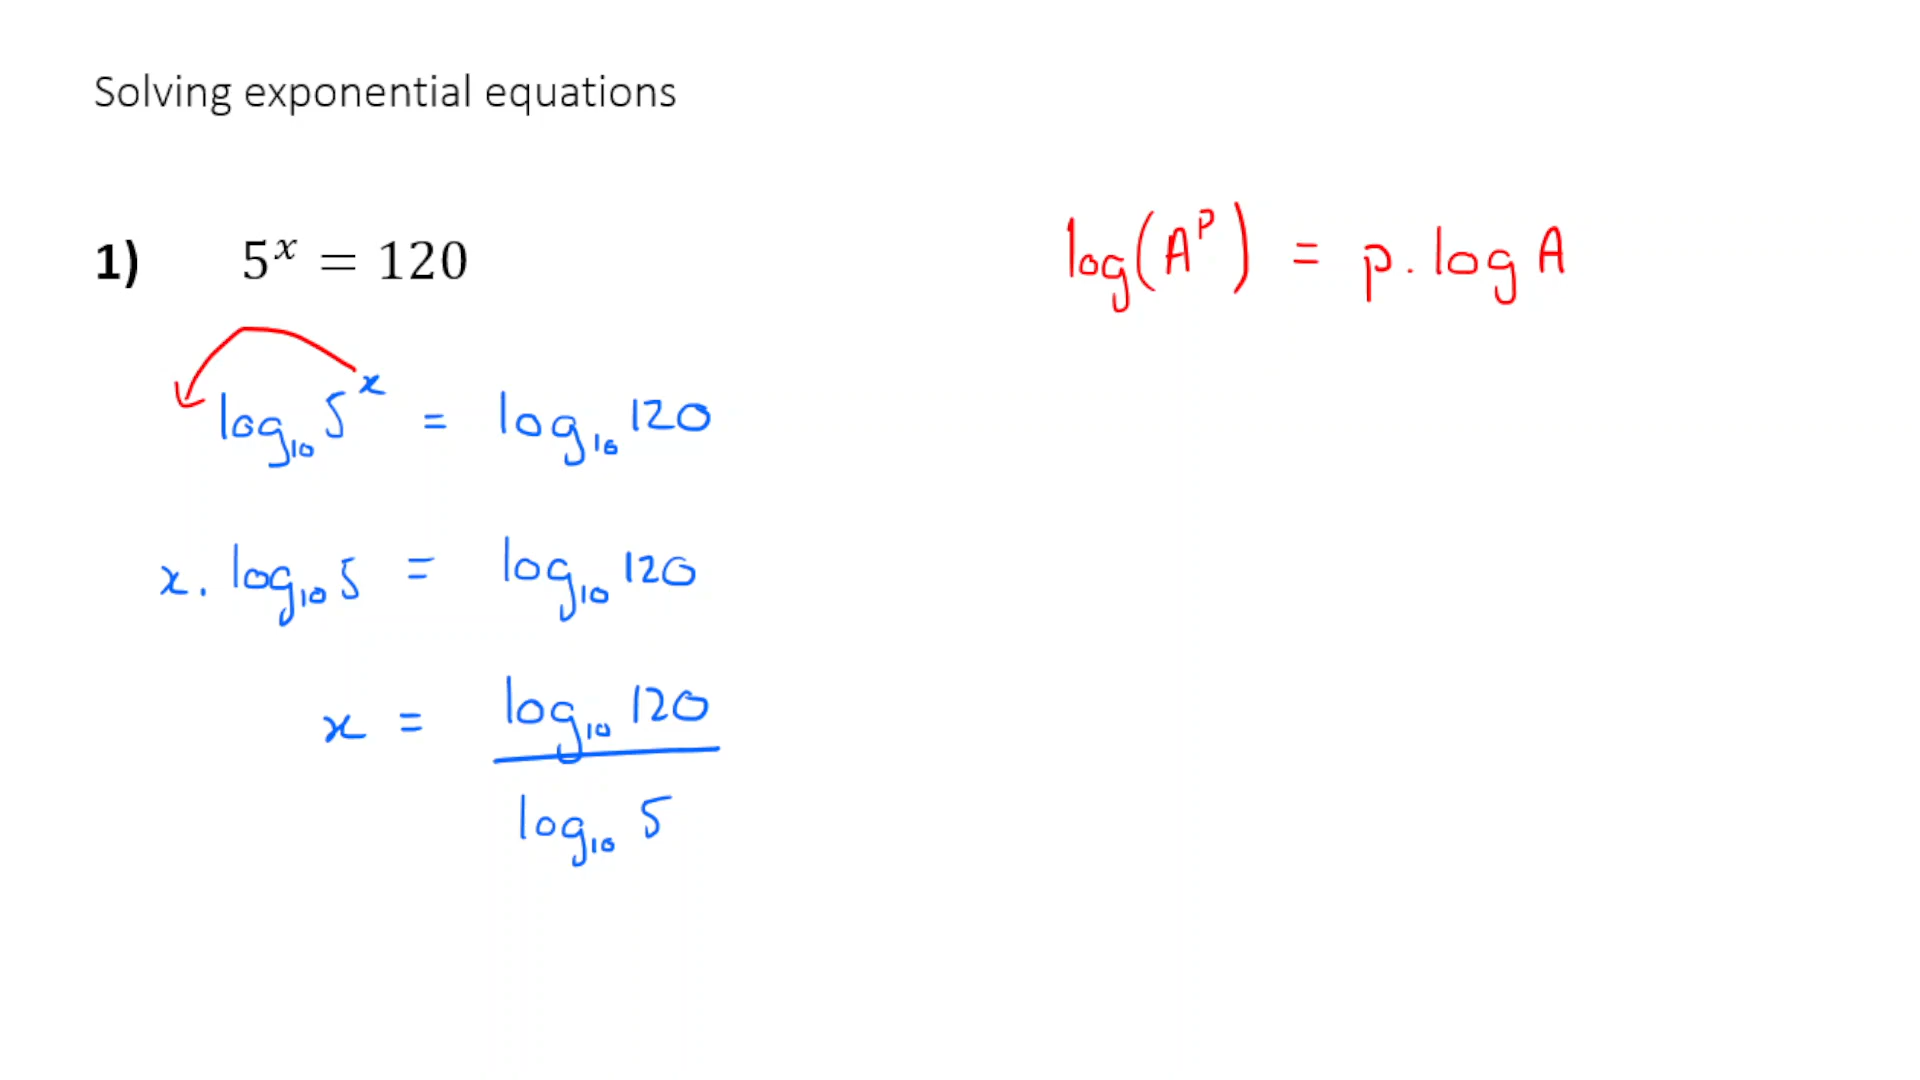 Solving exponential equations
1) 5^x = 120
log(A^p) = p . log A
log₁₀ 5^x = log₁₀ 120
x . log₁₀ 5 = log₁₀ 120
x = log₁₀ 120
log₁₀ 5